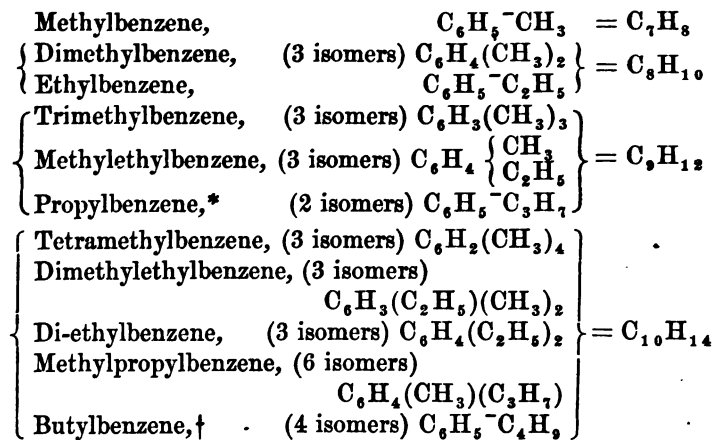 Methylbenzene, C₆H₅-CH₃ = C₇H₈
Dimethylbenzene, (3 isomers) C₆H₄(CH₃)₂
= C₈H₁₀
Ethylbenzene, C₆H₅-C₂H₅
Trimethylbenzene, (3 isomers) C₆H₃(CH₃)₃
Methylethylbenzene, (3 isomers) C₆H₄ { CH₃ C₂H₅ = C₉H₁₂
Propylbenzene,* (2 isomers) C₆H₅-C₃H₇
Tetramethylbenzene, (3 isomers) C₆H₂(CH₃)₄
Dimethylethylbenzene, (3 isomers)
C₆H₃(C₂H₅)(CH₃)₂
Di-ethylbenzene, (3 isomers) C₆H₄(C₂H₅)₂ = C₁₀H₁₄
Methylpropylbenzene, (6 isomers)
C₆H₄(CH₃)(C₃H₇)
Butylbenzene,† . (4 isomers) C₆H₅-C₄H₉